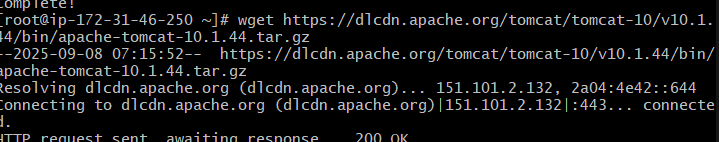 Complete!
[root@ip-172-31-46-250 ~]# wget https://dlcdn.apache.org/tomcat/tomcat-10/v10.1.
44/bin/apache-tomcat-10.1.44.tar.gz
--2025-09-08 07:15:52--  https://dlcdn.apache.org/tomcat/tomcat-10/v10.1.44/bin/
apache-tomcat-10.1.44.tar.gz
Resolving dlcdn.apache.org (dlcdn.apache.org)... 151.101.2.132, 2a04:4e42::644
Connecting to dlcdn.apache.org (dlcdn.apache.org)|151.101.2.132|:443... connecte
d.
HTTP request sent, awaiting response... 200 OK